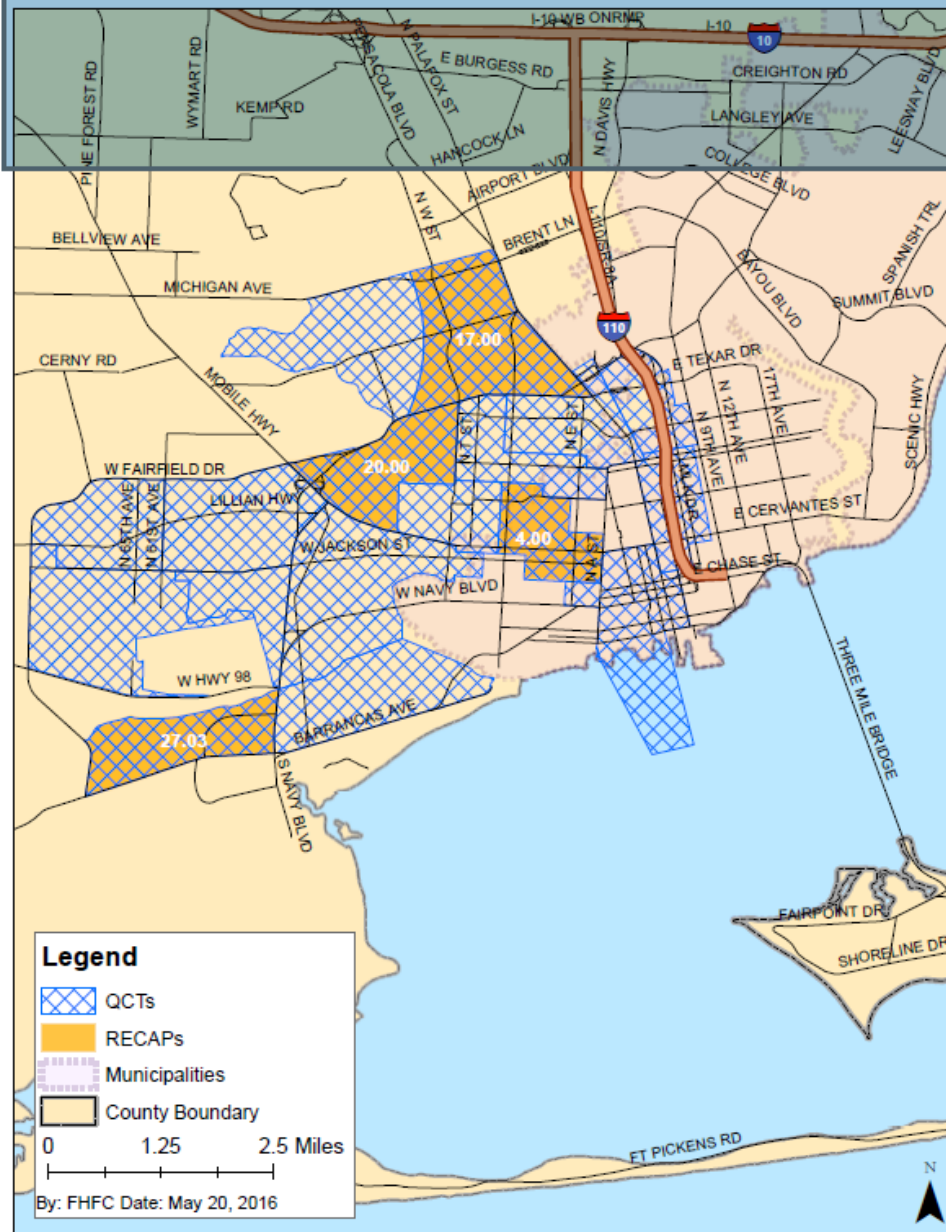 I-10 WB ONRMP
I-10
10
PENSACOLA BLVD
N PALAFOX ST
E BURGESS RD
CREIGHTON RD
PINE FOREST RD
WYMART RD
KEMP RD
HANCOCK LN
N DAVIS HWY
LANGLEY AVE
LEESWAY BLVD
AIRPORT BLVD
COLLEGE BLVD
N W ST
BRENT LN
I-110/SR-8A
SPANISH TRL
BELLVIEW AVE
MICHIGAN AVE
BAYOU BLVD
SUMMIT BLVD
110
17.00
CERNY RD
MOBILE HWY
E TEXAR DR
N 12TH AVE
17TH AVE
N 9TH AVE
SCENIC HWY
N T ST
N E ST
W FAIRFIELD DR
20.00
LILLIAN HWY
N 65TH AVE
N 61ST AVE
E CERVANTES ST
4.00
W JACKSON ST
N A ST
E CHASE ST
W NAVY BLVD
W HWY 98
BARRANCAS AVE
27.03
S NAVY BLVD
THREE MILE BRIDGE
FAIRPOINT DR
SHORELINE DR
Legend
QCTs
RECAPs
Municipalities
County Boundary
0 1.25 2.5 Miles
By: FHFC Date: May 20, 2016
FT PICKENS RD
N